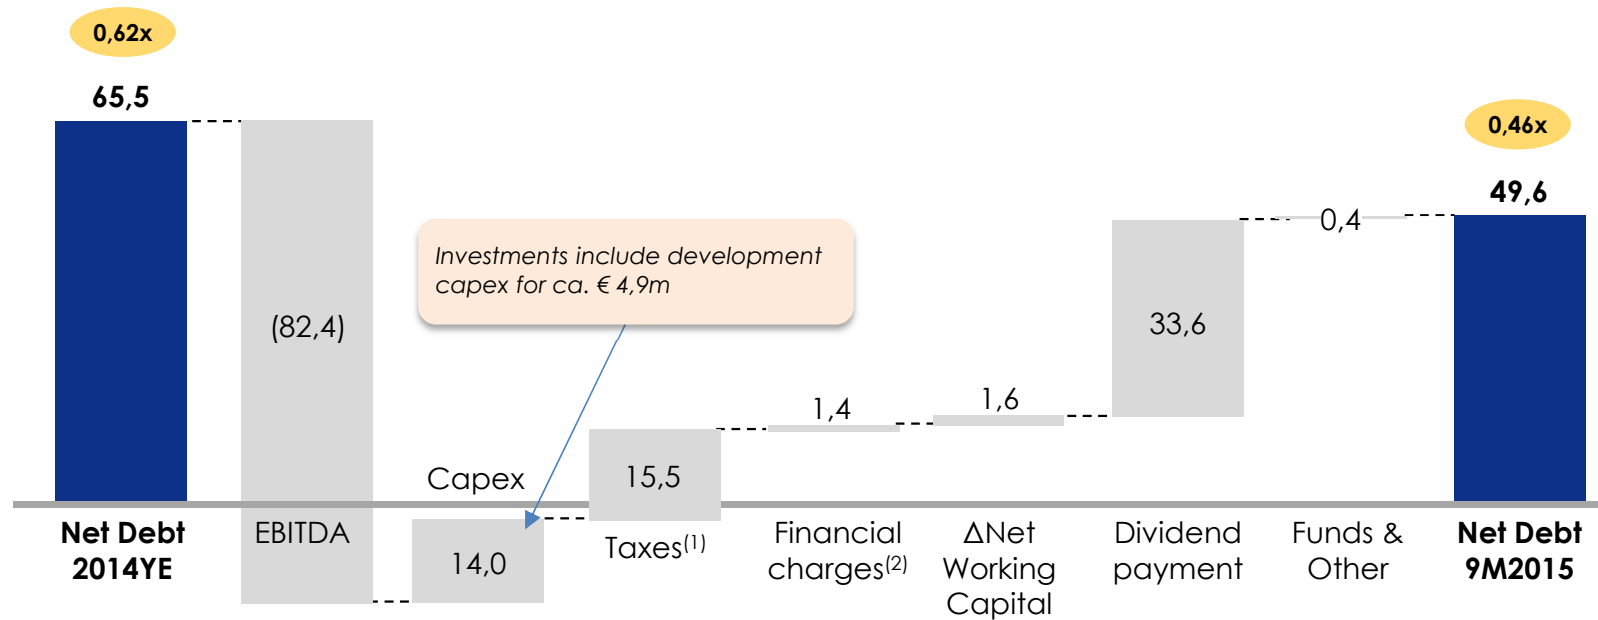 0,62x
65,5
0,46x
49,6
Investments include development
capex for ca. € 4,9m
(82,4)
0,4
33,6
1,4
1,6
Capex
15,5
14,0
Net Debt
2014YE
EBITDA
Taxes(1)
Financial
charges(2)
ΔNet
Working
Capital
Dividend
payment
Funds &
Other
Net Debt
9M2015